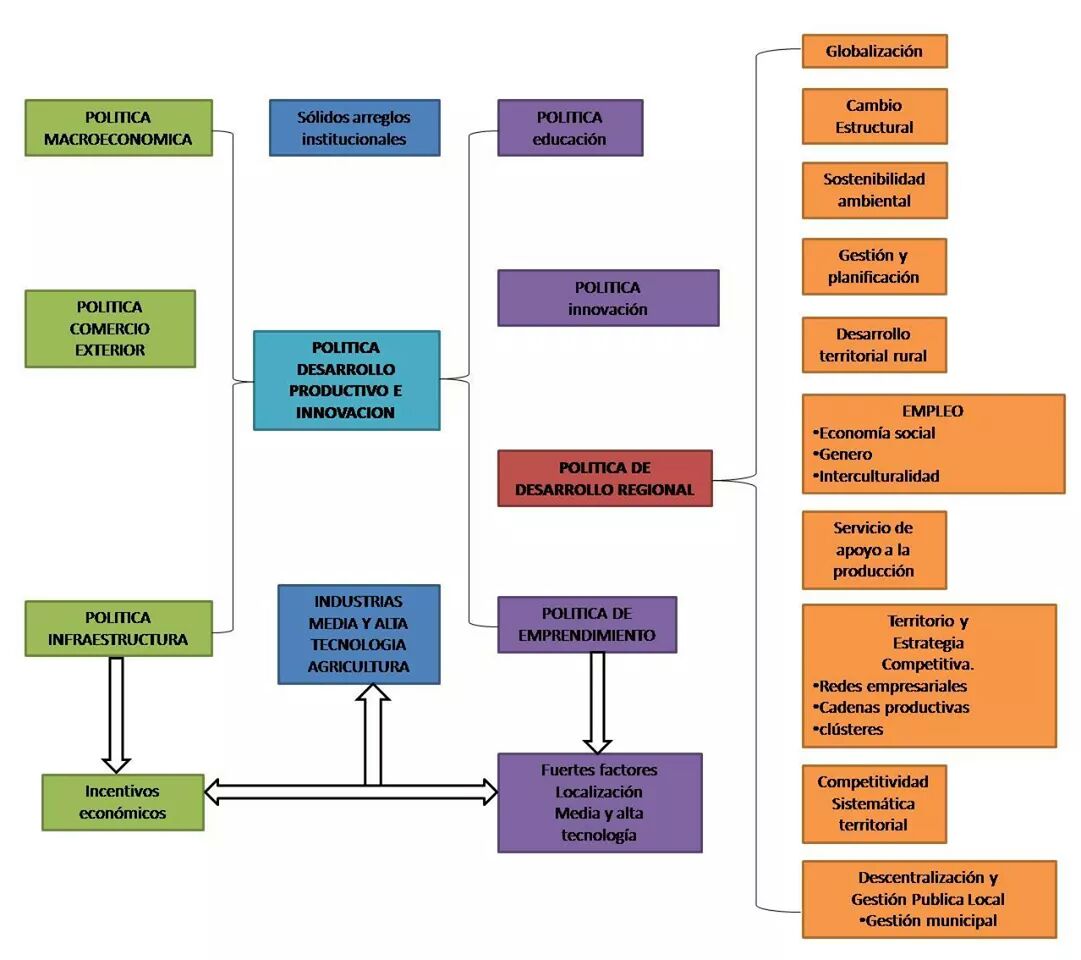 POLITICA
MACROECONOMICA
POLITICA
COMERCIO
EXTERIOR
POLITICA
INFRAESTRUCTURA
Incentivos
económicos
Sólidos arreglos
institucionales
POLITICA
DESARROLLO
PRODUCTIVO E
INNOVACION
INDUSTRIAS
MEDIA Y ALTA
TECNOLOGIA
AGRICULTURA
POLITICA
educación
POLITICA
innovación
POLITICA DE
DESARROLLO REGIONAL
POLITICA DE
EMPRENDIMIENTO
Fuertes factores
Localización
Media y alta
tecnología
Globalización
Cambio
Estructural
Sostenibilidad
ambiental
Gestión y
planificación
Desarrollo
territorial rural
EMPLEO
•Economía social
•Genero
•Interculturalidad
Servicio de
apoyo a la
producción
Territorio y
Estrategia
Competitiva.
•Redes empresariales
•Cadenas productivas
•clústeres
Competitividad
Sistemática
territorial
Descentralización y
Gestión Publica Local
•Gestión municipal